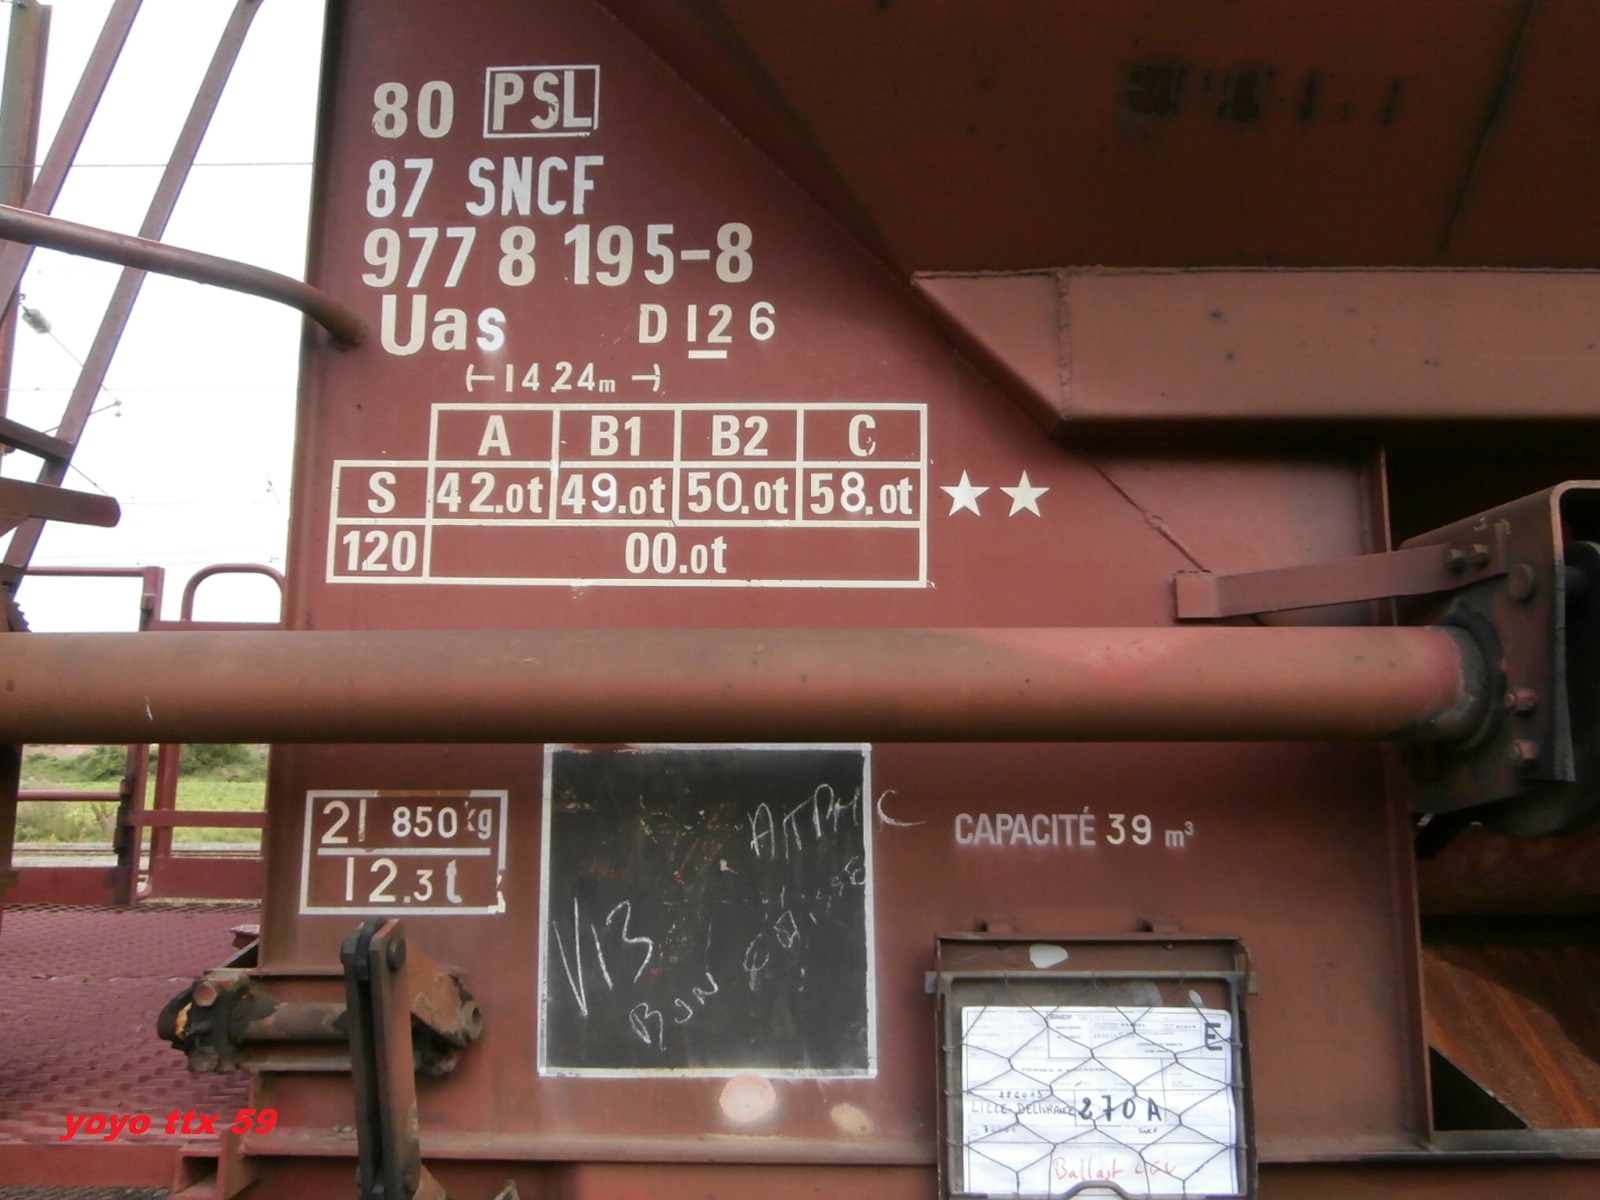 80 PSL
87 SNCF
977 8 195-8
Uas D 12 6
14,24m
A B1 B2 C
S 42.0t 49.0t 50.0t 58.0t ★★
120 00.0t
21 850 kg
12.3t
CAPACITÉ 39 m³
V13
BON
E
LILLE-DELIVRANCE 270 A
Ballast
yoyo ttx 59